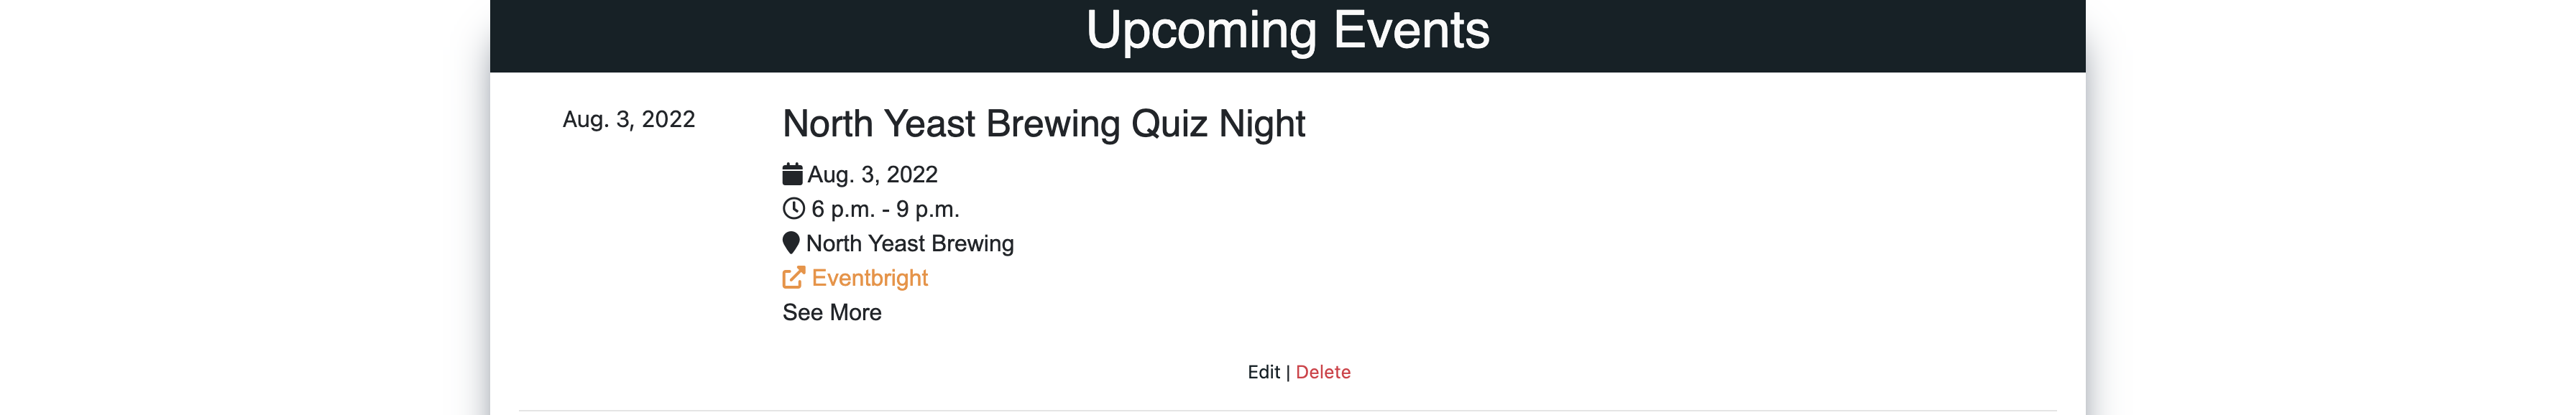 Upcoming Events
Aug. 3, 2022
North Yeast Brewing Quiz Night
Aug. 3, 2022
6 p.m. - 9 p.m.
North Yeast Brewing
Eventbright
See More
Edit | Delete